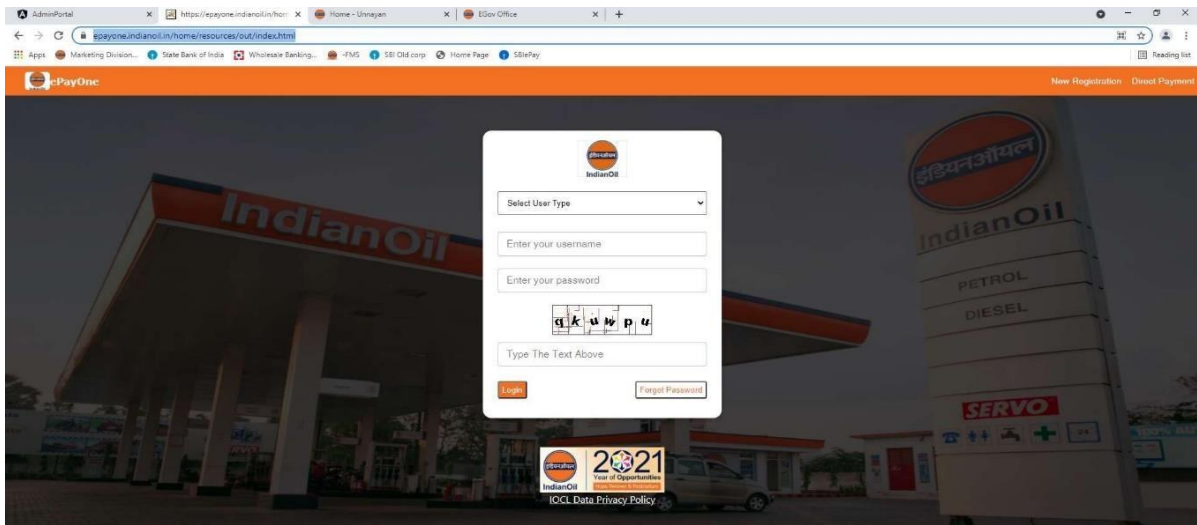 AdminPortal
https://epayone.indianoil.in/hom
Home - Unnayan
EGov Office
epayone.indianoil.in/home/resources/out/index.html
Apps
Marketing Division...
State Bank of India
Wholesale Banking...
-FMS
SBI Old corp
Home Page
SBIePay
Reading list
ePayOne
New Registration
Direct Payment
इंडियनऑयल
IndianOil
Select User Type
Enter your username
Enter your password
q k u w p u
Type The Text Above
Login
Forgot Password
IndianOil
इंडियनऑयल
IndianOil
PETROL
DIESEL
SERVO
24
इंडियनऑयल
IndianOil
2021
Year of Opportunities
IOCL Data Privacy Policy